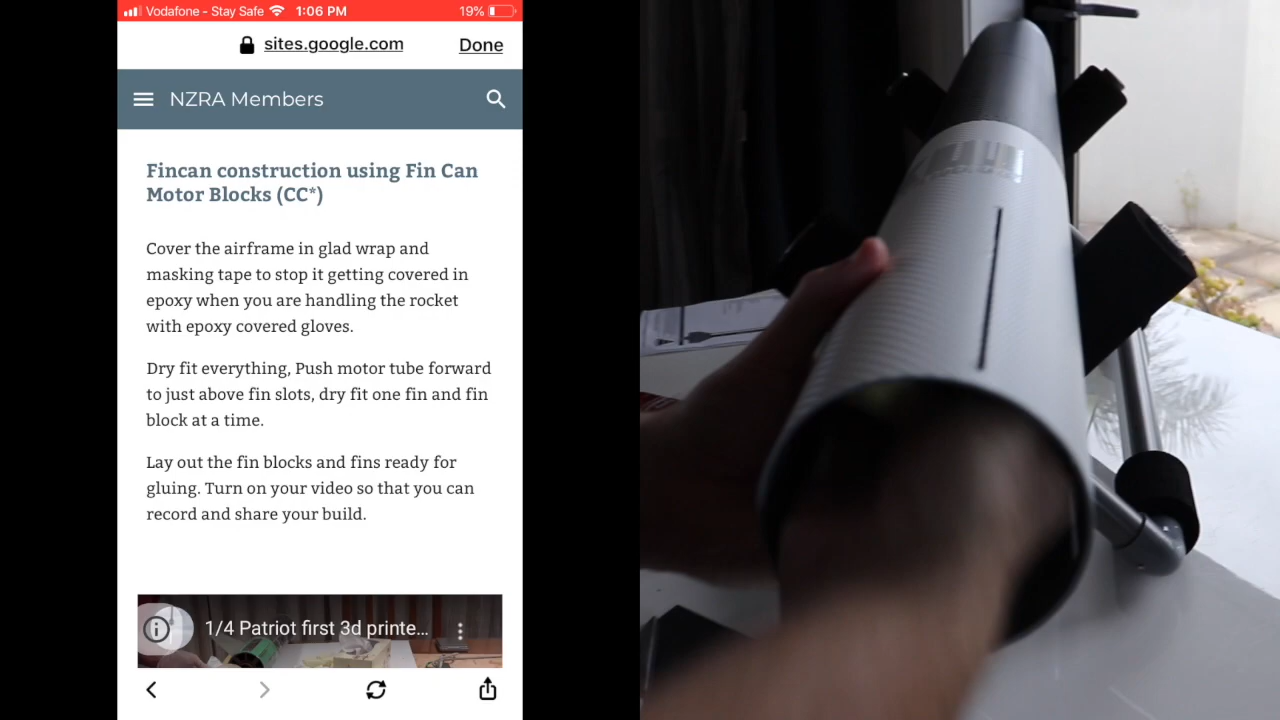 Vodafone - Stay Safe 1:06 PM 19%
sites.google.com Done
NZRA Members
Fincan construction using Fin Can
Motor Blocks (CC*)
Cover the airframe in glad wrap and
masking tape to stop it getting covered in
epoxy when you are handling the rocket
with epoxy covered gloves.
Dry fit everything, Push motor tube forward
to just above fin slots, dry fit one fin and fin
block at a time.
Lay out the fin blocks and fins ready for
gluing. Turn on your video so that you can
record and share your build.
1/4 Patriot first 3d printe...